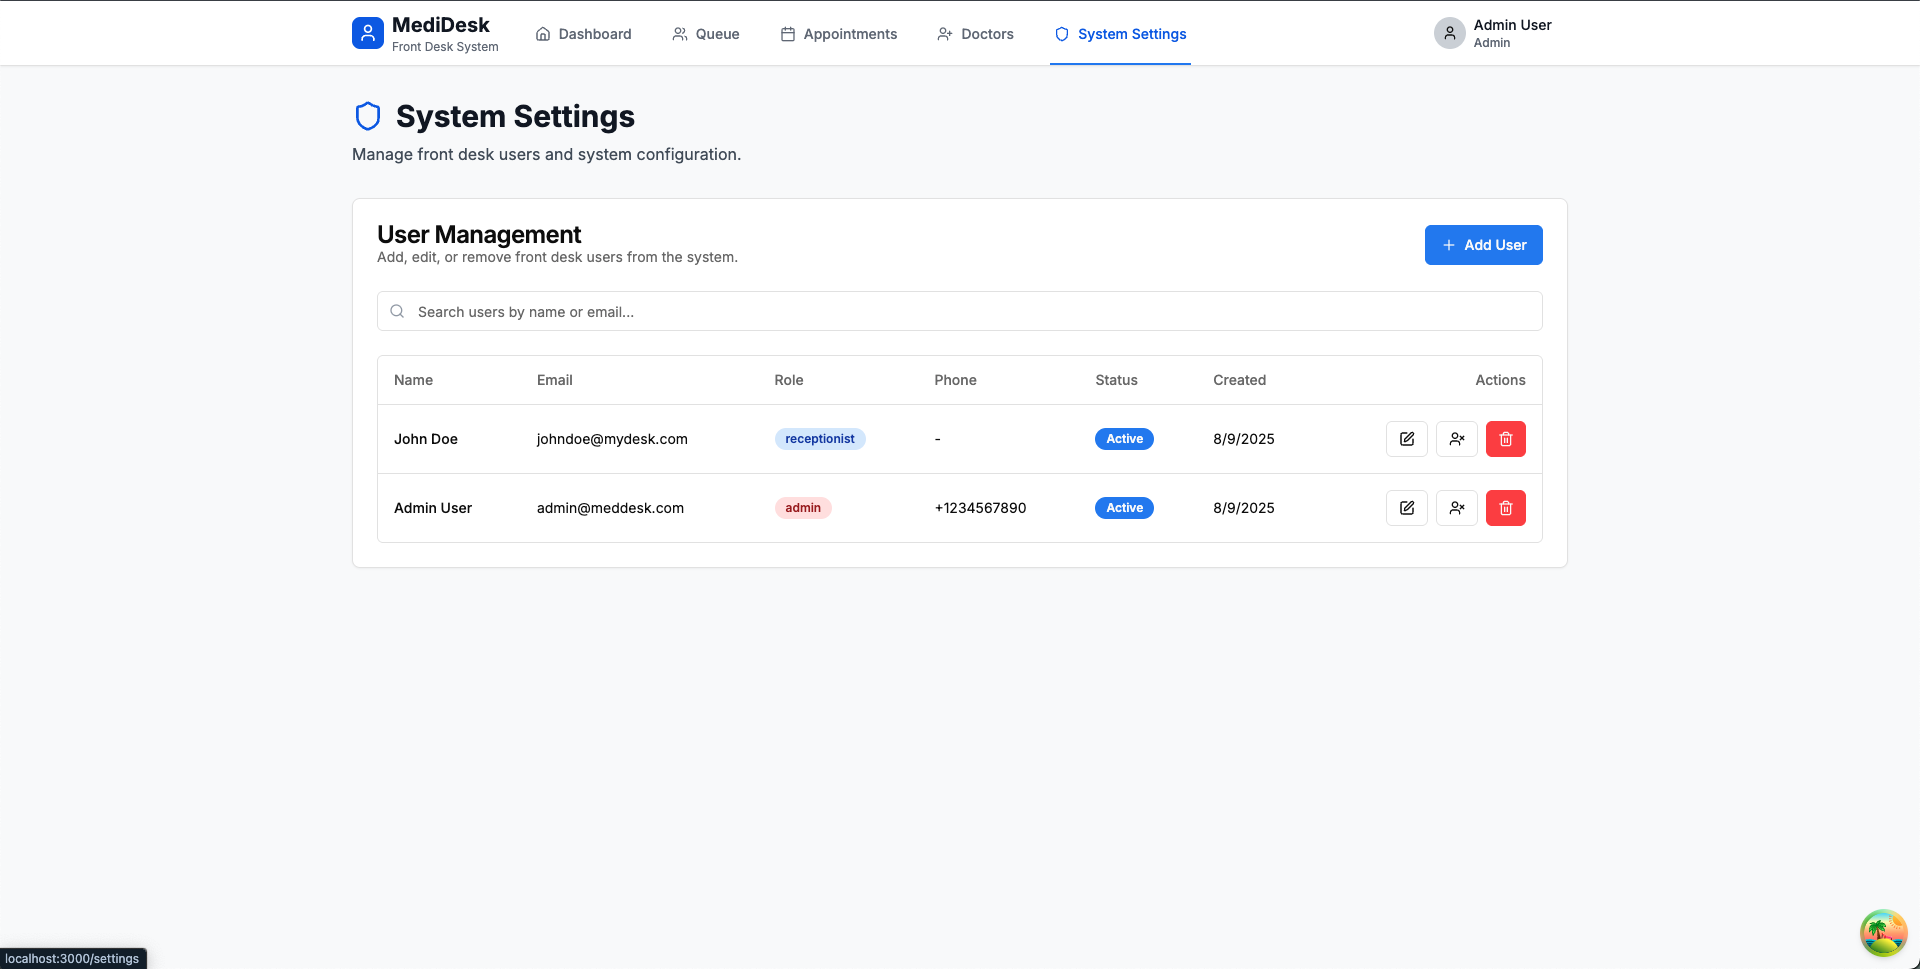 MediDesk
Front Desk System
Dashboard
Queue
Appointments
Doctors
System Settings
Admin User
Admin
System Settings
Manage front desk users and system configuration.
User Management
Add, edit, or remove front desk users from the system.
Add User
Search users by name or email...
Name Email Role Phone Status Created Actions
John Doe johndoe@mydesk.com receptionist - Active 8/9/2025
Admin User admin@meddesk.com admin +1234567890 Active 8/9/2025
localhost:3000/settings